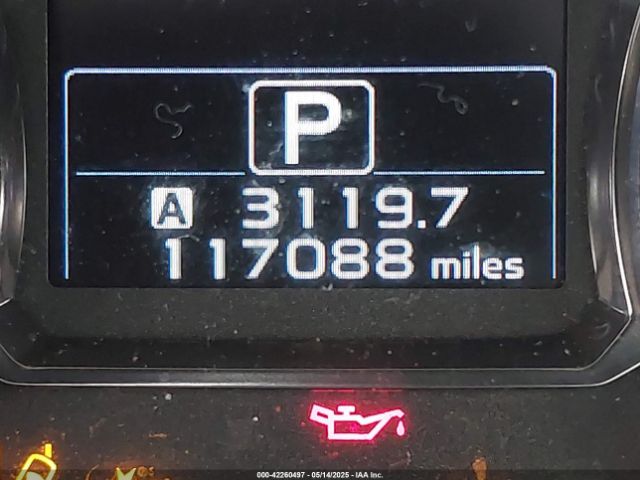 P
A 3119.7
117088 miles
000-42260497 - 05/14/2025 - IAA Inc.